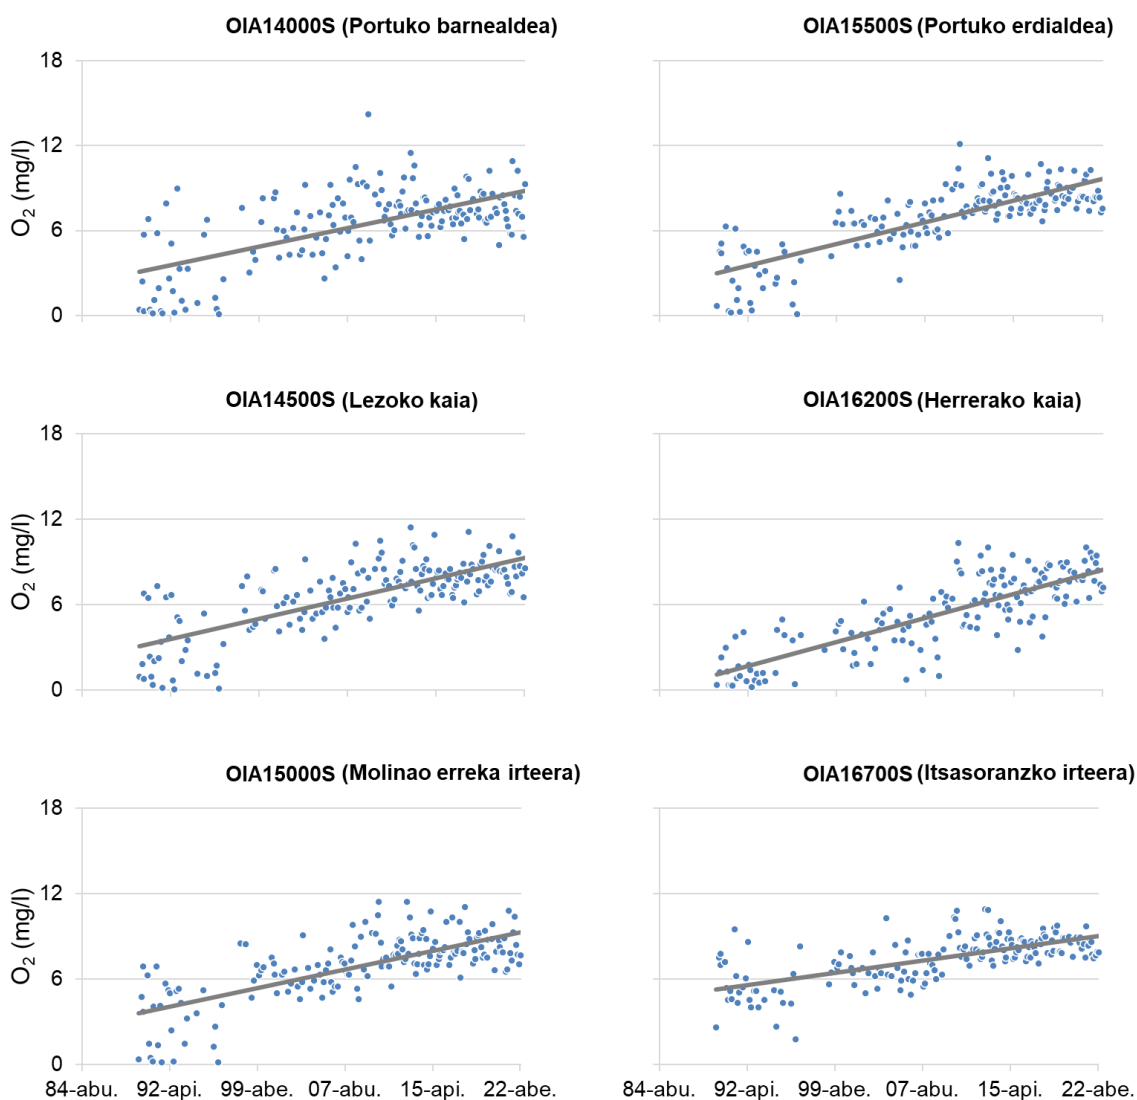 OIA14000S (Portuko barnealdea)
OIA15500S (Portuko erdialdea)
18
12
6
0
O₂ (mg/l)
OIA14500S (Lezoko kaia)
OIA16200S (Herrerako kaia)
18
12
6
0
O₂ (mg/l)
OIA15000S (Molinao erreka irteera)
OIA16700S (Itsasoranzko irteera)
18
12
6
0
O₂ (mg/l)
84-abu. 92-api. 99-abe. 07-abu. 15-api. 22-abe.
84-abu. 92-api. 99-abe. 07-abu. 15-api. 22-abe.